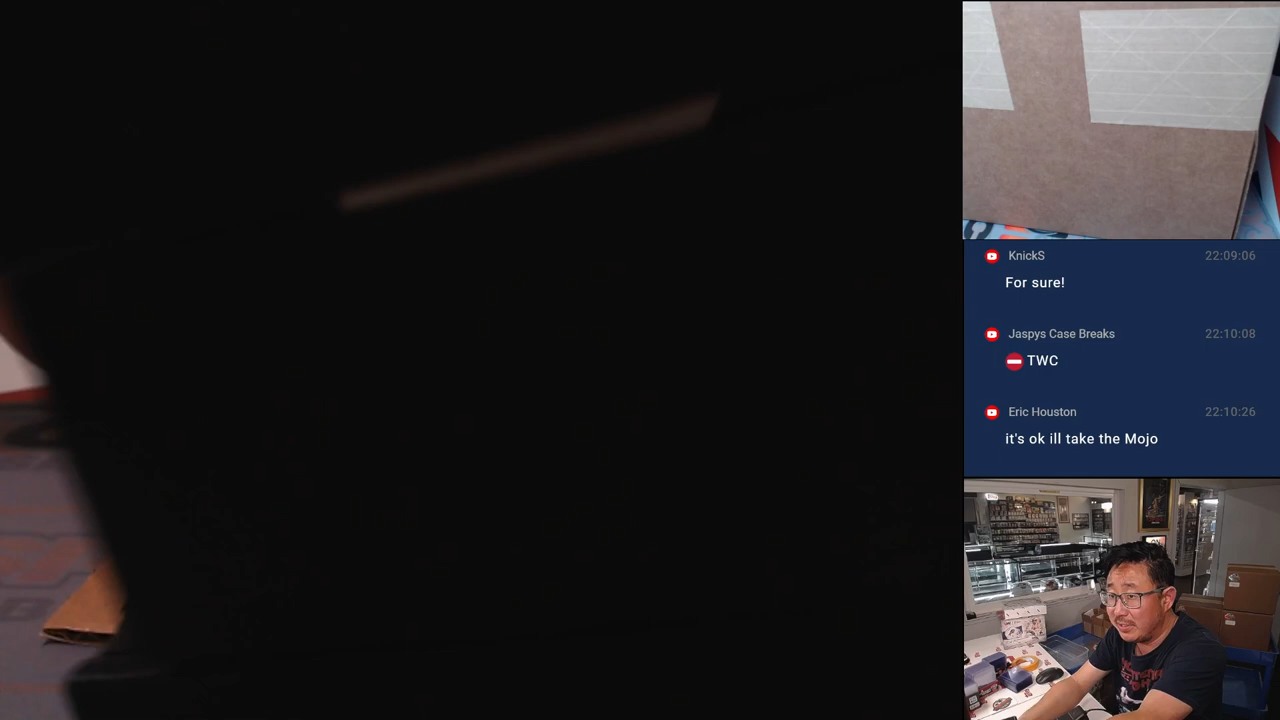 KnickS 22:09:06
For sure!
Jaspys Case Breaks 22:10:08
⛔ TWC
Eric Houston 22:10:26
it's ok ill take the Mojo